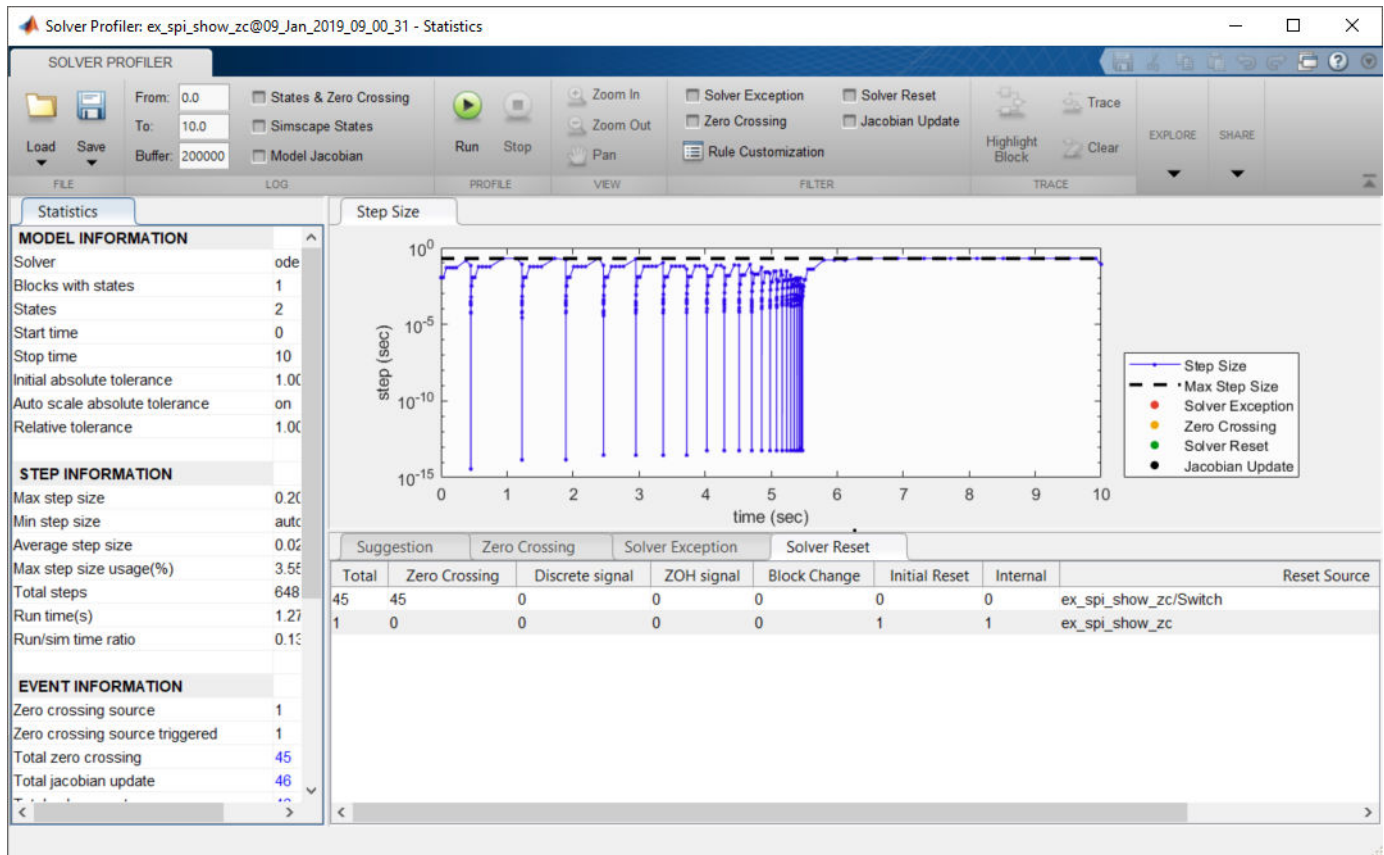 Solver Profiler: ex_spi_show_zc@09_Jan_2019_09_00_31 - Statistics
SOLVER PROFILER
Load
Save
FILE
From: 0.0
To: 10.0
Buffer: 200000
States & Zero Crossing
Simscape States
Model Jacobian
LOG
Run
Stop
PROFILE
Zoom In
Zoom Out
Pan
VIEW
Solver Exception
Solver Reset
Zero Crossing
Jacobian Update
Rule Customization
FILTER
Highlight
Block
Trace
Clear
TRACE
EXPLORE
SHARE
Statistics
MODEL INFORMATION
Solver ode
Blocks with states 1
States 2
Start time 0
Stop time 10
Initial absolute tolerance 1.00
Auto scale absolute tolerance on
Relative tolerance 1.00
STEP INFORMATION
Max step size 0.20
Min step size auto
Average step size 0.02
Max step size usage(%) 3.55
Total steps 648
Run time(s) 1.27
Run/sim time ratio 0.13
EVENT INFORMATION
Zero crossing source 1
Zero crossing source triggered 1
Total zero crossing 45
Total jacobian update 46
Step Size
10^0
10^-5
10^-10
10^-15
step (sec)
0 1 2 3 4 5 6 7 8 9 10
time (sec)
Step Size
Max Step Size
Solver Exception
Zero Crossing
Solver Reset
Jacobian Update
Suggestion Zero Crossing Solver Exception Solver Reset
Total Zero Crossing Discrete signal ZOH signal Block Change Initial Reset Internal Reset Source
45 45 0 0 0 0 0 ex_spi_show_zc/Switch
1 0 0 0 0 1 1 ex_spi_show_zc